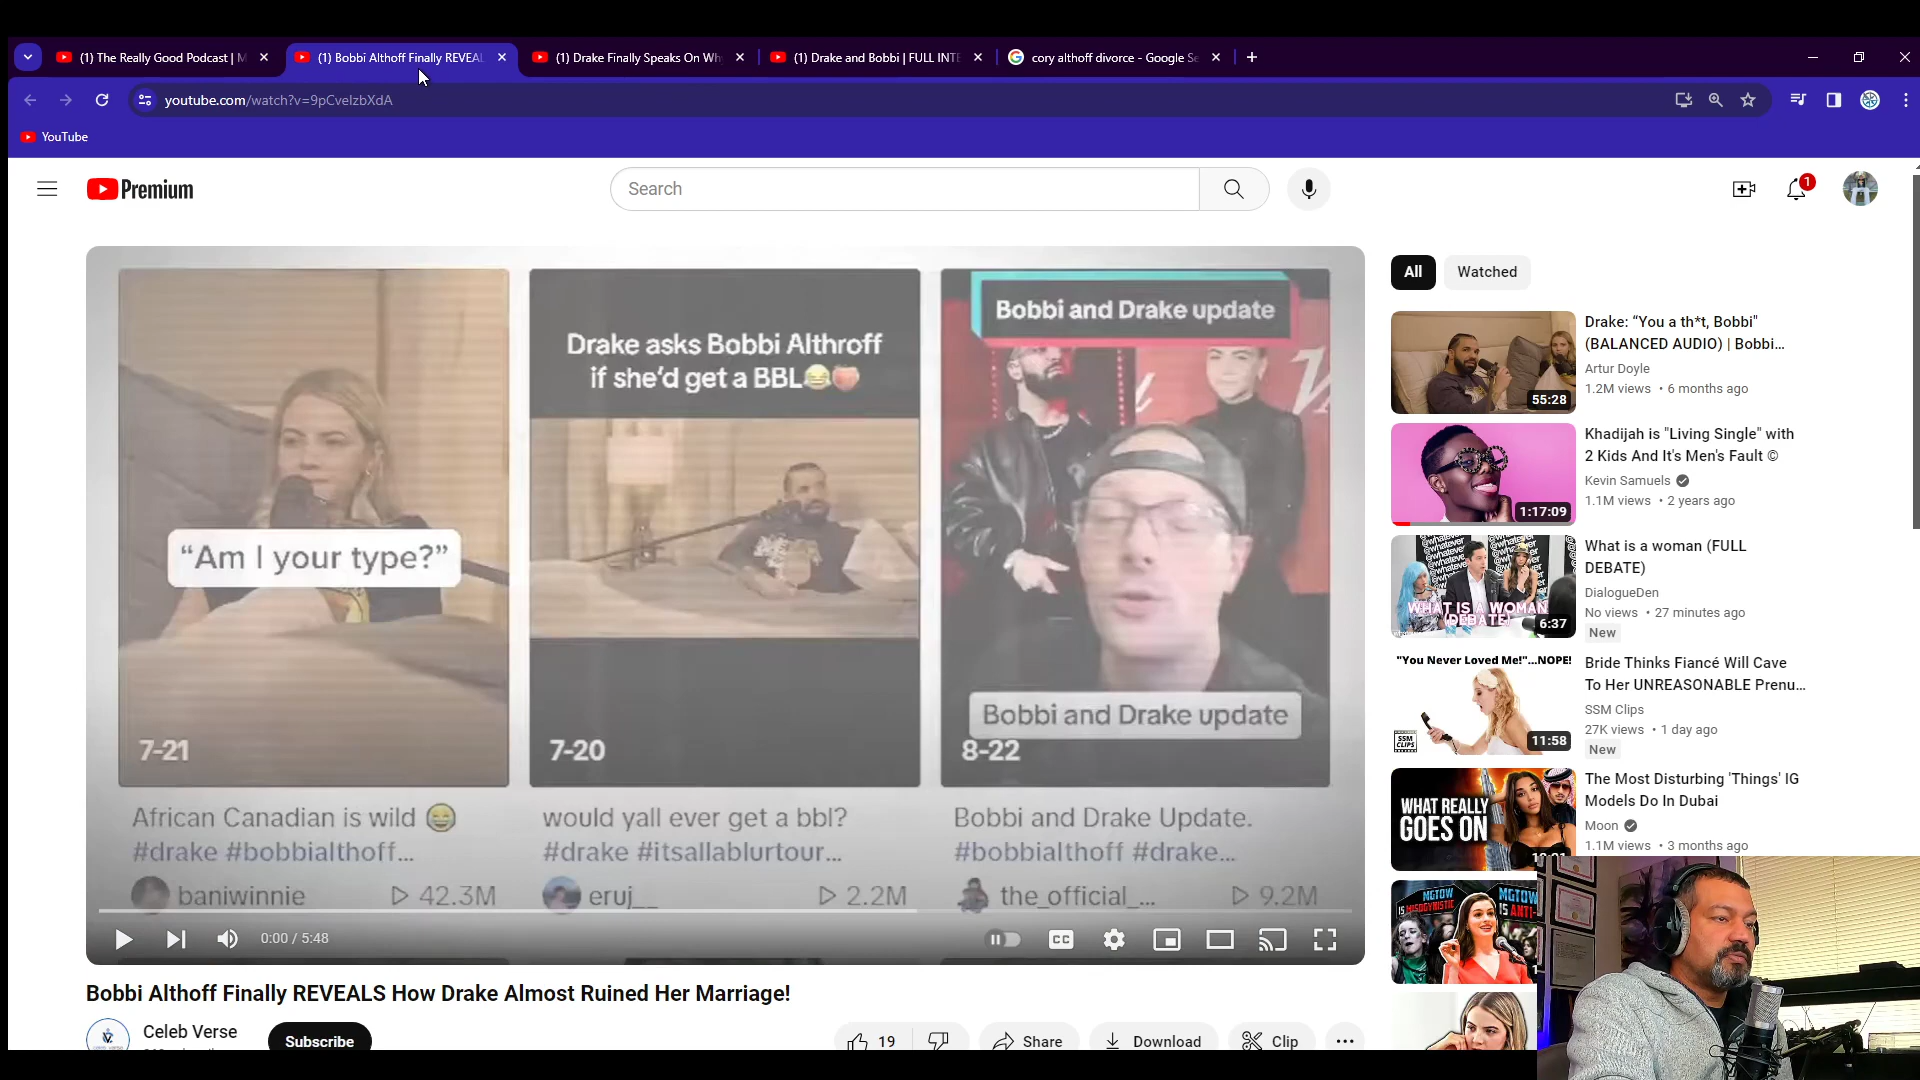 (1) The Really Good Podcast | M
(1) Bobbi Althoff Finally REVEAL
(1) Drake Finally Speaks On Wh
(1) Drake and Bobbi | FULL INTE
cory althoff divorce - Google Se
youtube.com/watch?v=9pCvelzbXdA
YouTube
Premium
Search
1
"Am I your type?"
7-21
African Canadian is wild 😂
#drake #bobbialthoff...
baniwinnie 42.3M
Drake asks Bobbi Althroff
if she'd get a BBL😂🍑
7-20
would yall ever get a bbl?
#drake #itsallablurtour...
eruj__ 2.2M
Bobbi and Drake update
Bobbi and Drake update
8-22
Bobbi and Drake Update.
#bobbialthoff #drake...
the_official_... 9.2M
0:00 / 5:48
CC
Bobbi Althoff Finally REVEALS How Drake Almost Ruined Her Marriage!
Celeb Verse
Subscribe
19
Share
Download
Clip
All
Watched
55:28
Drake: “You a th*t, Bobbi"
(BALANCED AUDIO) | Bobbi...
Artur Doyle
1.2M views • 6 months ago
1:17:09
Khadijah is "Living Single" with
2 Kids And It's Men's Fault ©
Kevin Samuels
1.1M views • 2 years ago
@whatever
WHAT IS A WOMAN
(DEBATE)
6:37
What is a woman (FULL
DEBATE)
DialogueDen
No views • 27 minutes ago
New
"You Never Loved Me!"...NOPE!
SSM
CLIPS
11:58
Bride Thinks Fiancé Will Cave
To Her UNREASONABLE Prenu...
SSM Clips
27K views • 1 day ago
New
WHAT REALLY
GOES ON
The Most Disturbing 'Things' IG
Models Do In Dubai
Moon
1.1M views • 3 months ago
MGTOW
IS MISOGYNISTIC
MGTOW
IS ANTI-